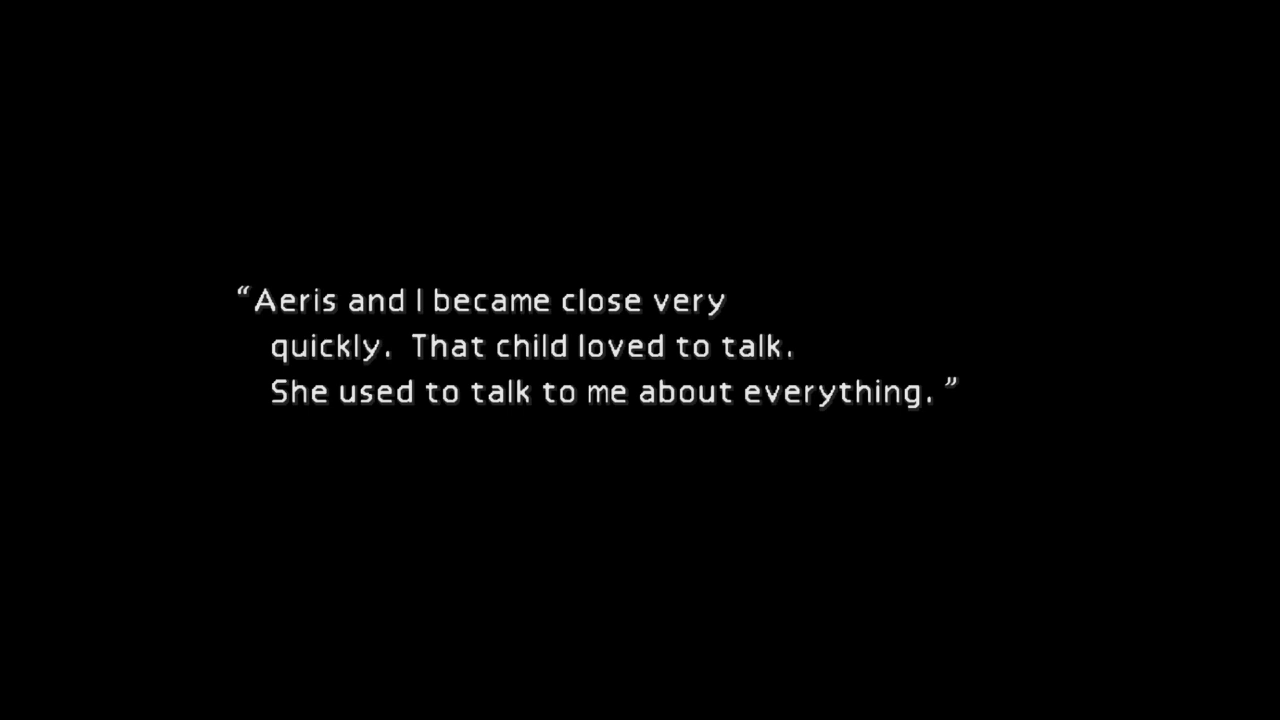 “Aeris and I became close very
quickly. That child loved to talk.
She used to talk to me about everything.”